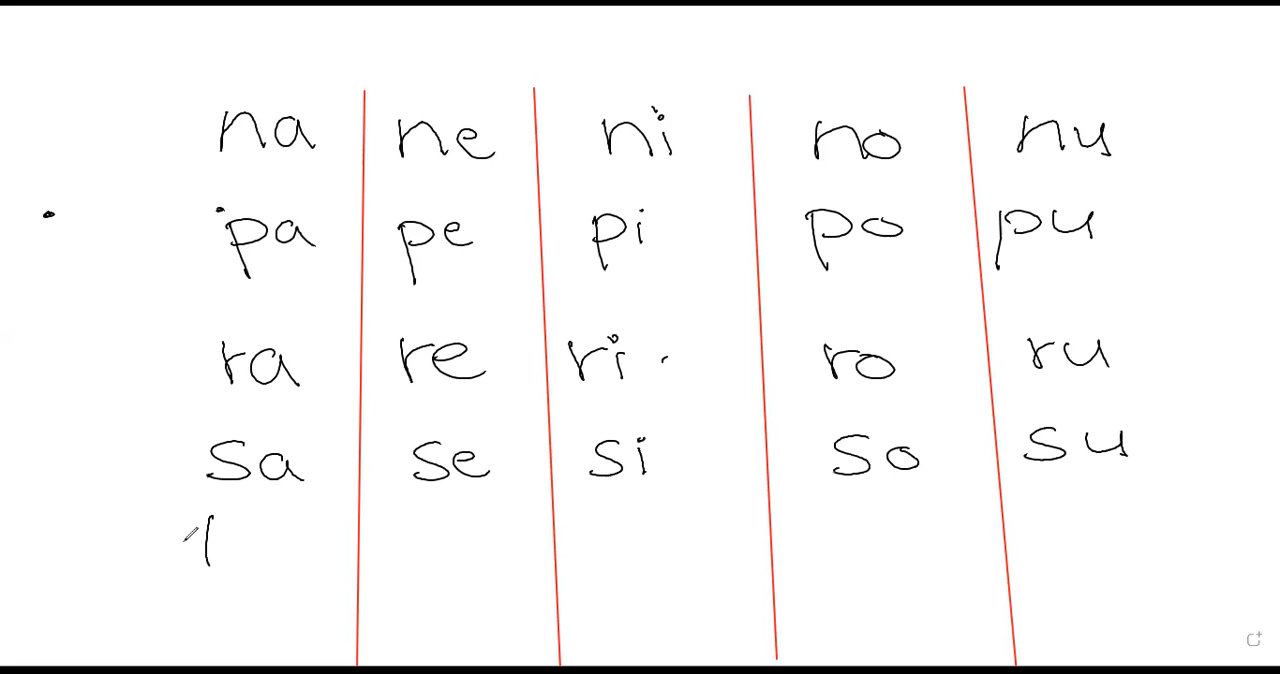 na ne ni no nu
pa pe pi po pu
ra re ri ro ru
sa se si so su